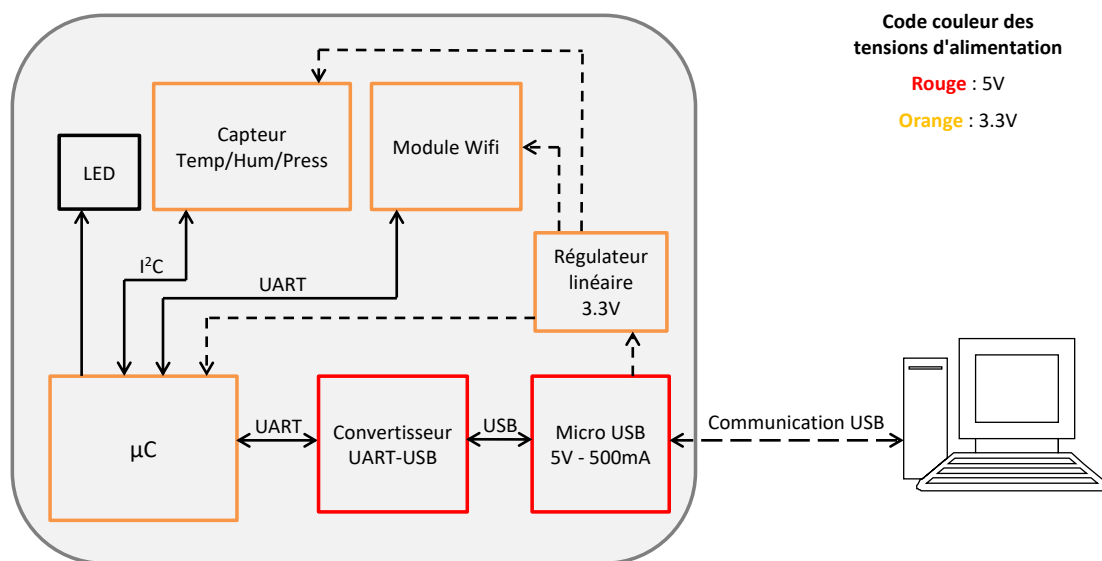 Code couleur des
tensions d'alimentation
Rouge : 5V
Orange : 3.3V
Capteur
Temp/Hum/Press
Module Wifi
LED
I²C
UART
Régulateur
linéaire
3.3V
µC
UART
Convertisseur
UART-USB
USB
Micro USB
5V - 500mA
Communication USB